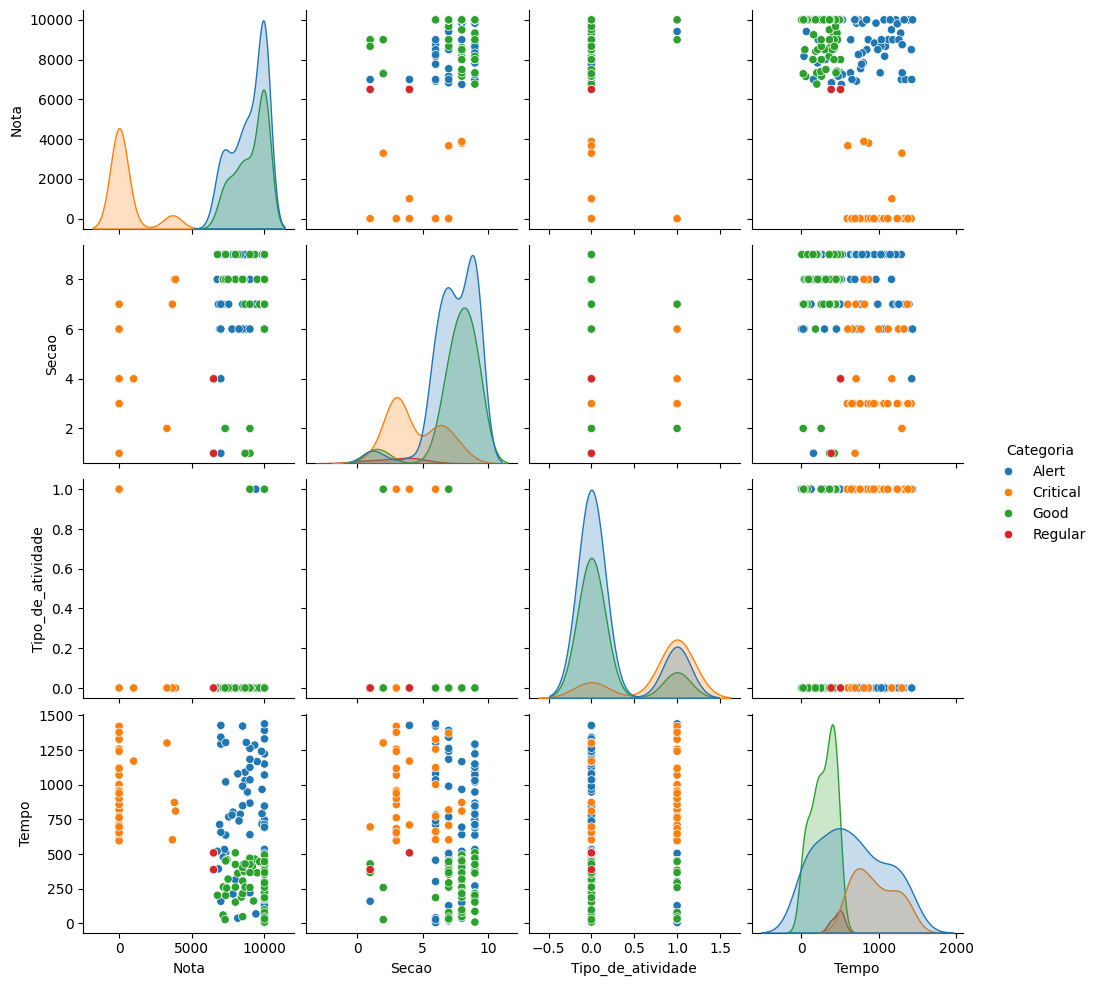 10000
8000
6000
4000
2000
0
Nota
8
6
4
2
Secao
1.0
0.8
0.6
0.4
0.2
0.0
Tipo_de_atividade
Categoria
Alert
Critical
Good
Regular
1500
1250
1000
750
500
250
0
Tempo
0 5000 10000
0 5 10
−0.5 0.0 0.5 1.0 1.5
0 1000 2000
Nota Secao Tipo_de_atividade Tempo